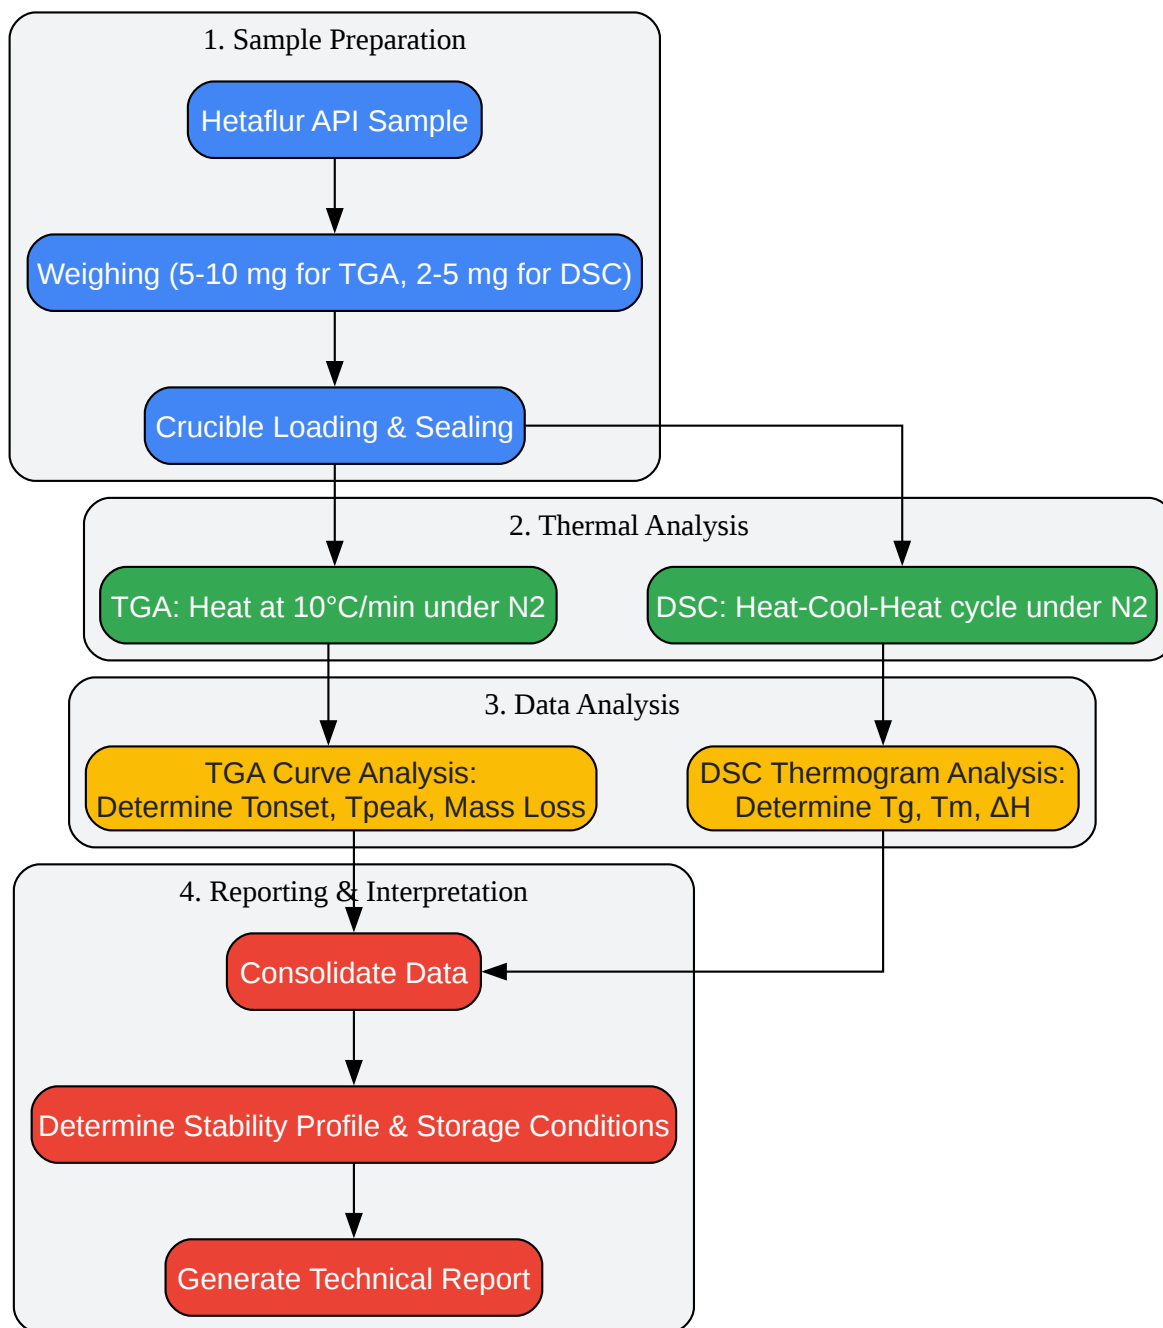 1. Sample Preparation
Hetaflur API Sample
Weighing (5-10 mg for TGA, 2-5 mg for DSC)
Crucible Loading & Sealing
2. Thermal Analysis
TGA: Heat at 10°C/min under N2
DSC: Heat-Cool-Heat cycle under N2
3. Data Analysis
TGA Curve Analysis:
Determine Tonset, Tpeak, Mass Loss
DSC Thermogram Analysis:
Determine Tg, Tm, ΔH
4. Reporting & Interpretation
Consolidate Data
Determine Stability Profile & Storage Conditions
Generate Technical Report